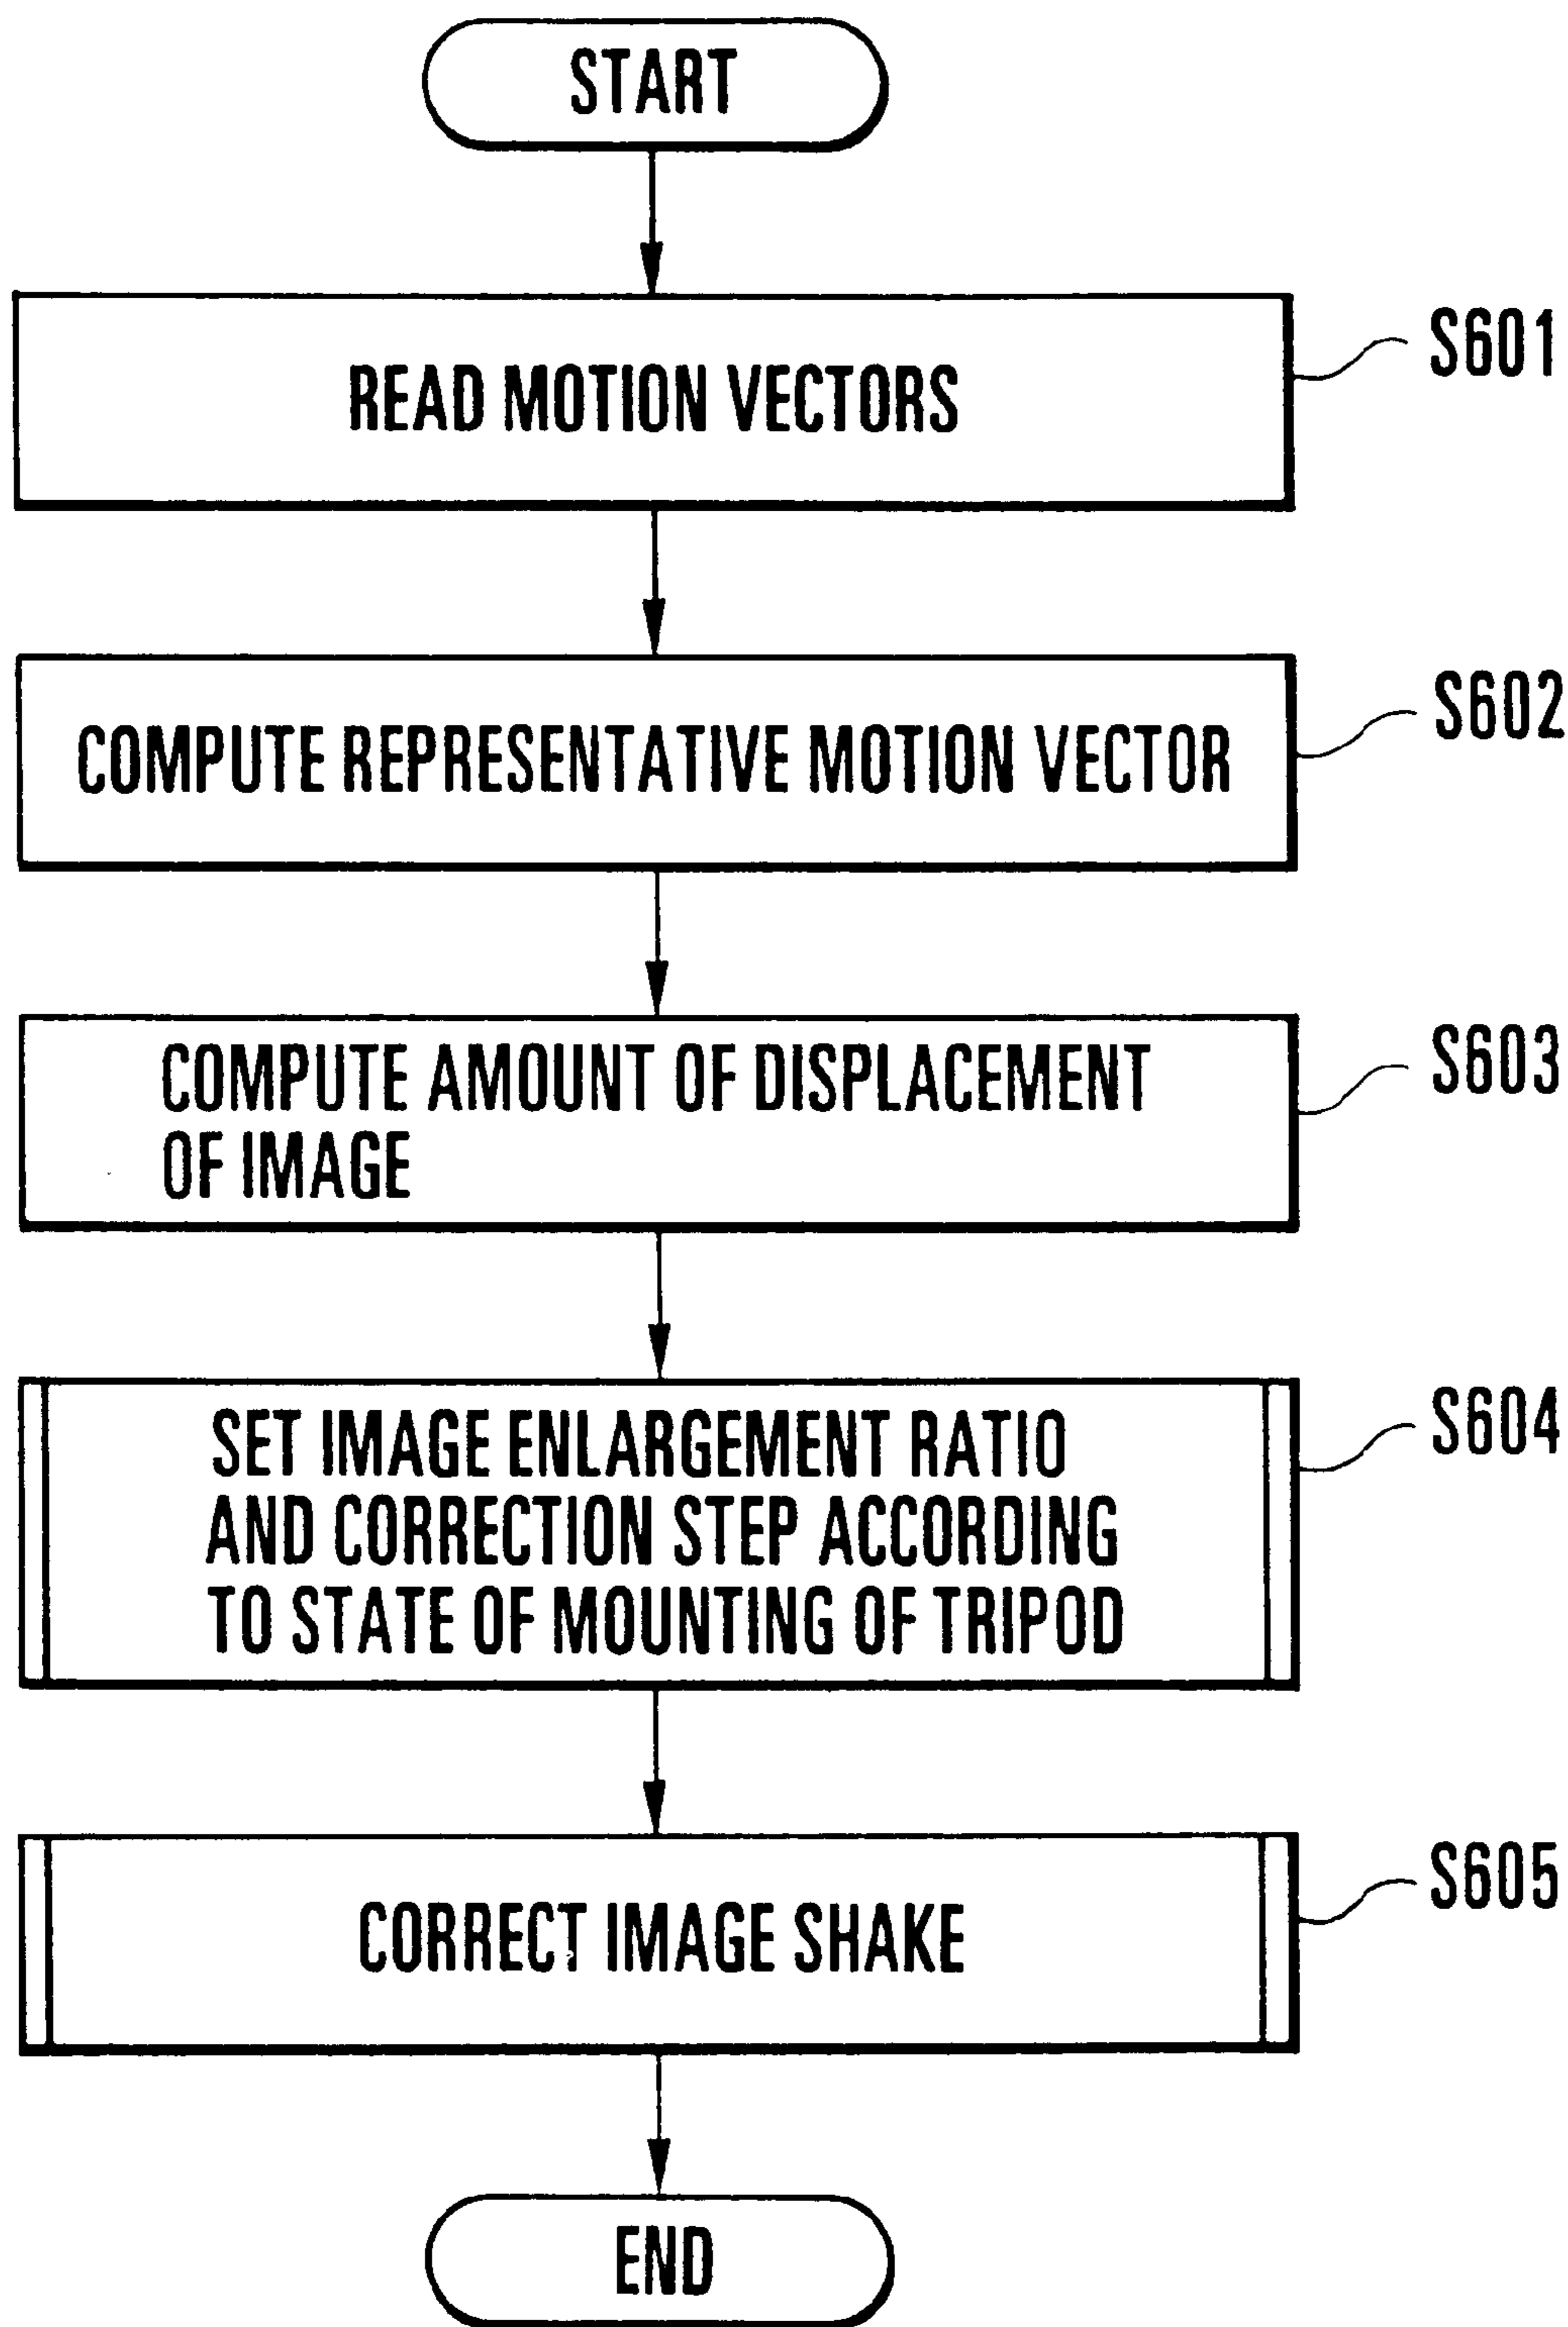 START
READ MOTION VECTORS
S601
COMPUTE REPRESENTATIVE MOTION VECTOR
S602
COMPUTE AMOUNT OF DISPLACEMENT
OF IMAGE
S603
SET IMAGE ENLARGEMENT RATIO
AND CORRECTION STEP ACCORDING
TO STATE OF MOUNTING OF TRIPOD
S604
CORRECT IMAGE SHAKE
S605
END